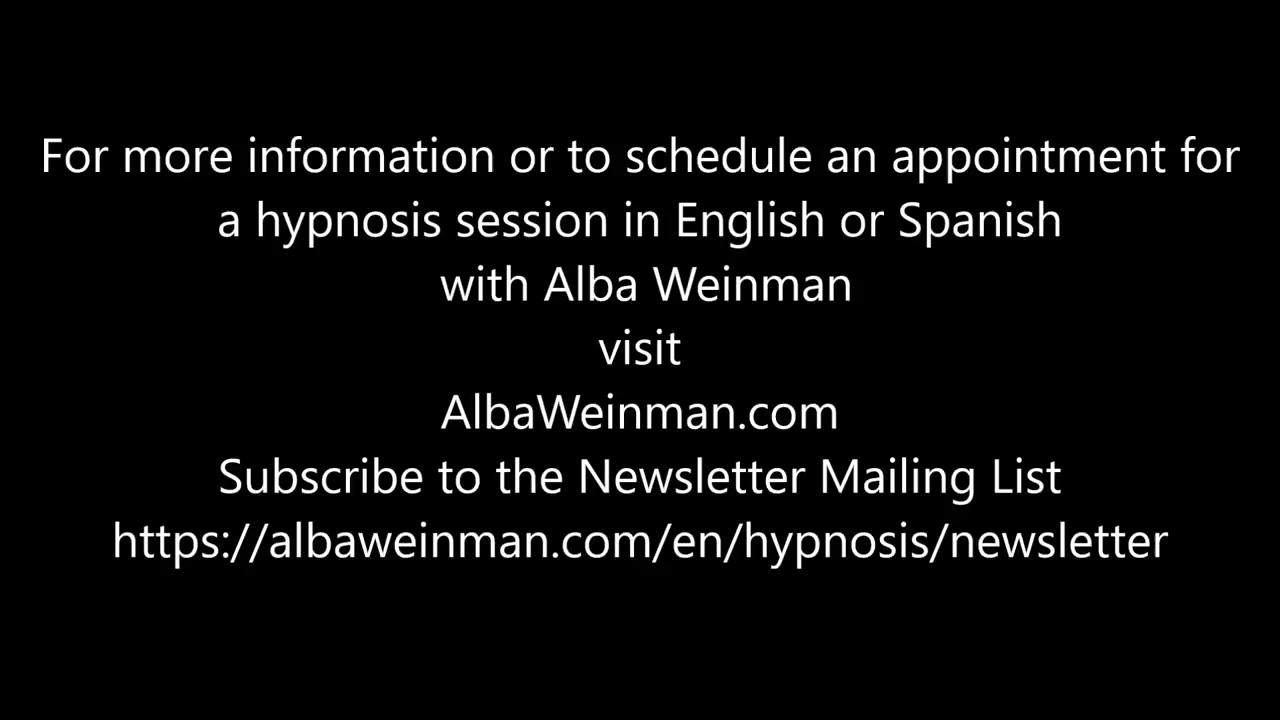 For more information or to schedule an appointment for
a hypnosis session in English or Spanish
with Alba Weinman
visit
AlbaWeinman.com
Subscribe to the Newsletter Mailing List
https://albaweinman.com/en/hypnosis/newsletter